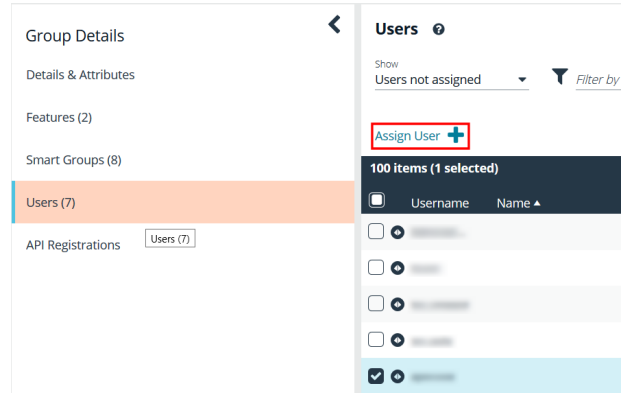 Group Details
Details & Attributes
Features (2)
Smart Groups (8)
Users (7)
API Registrations
Users (7)
Users
Show
Users not assigned
Filter by
Assign User
100 items (1 selected)
Username Name